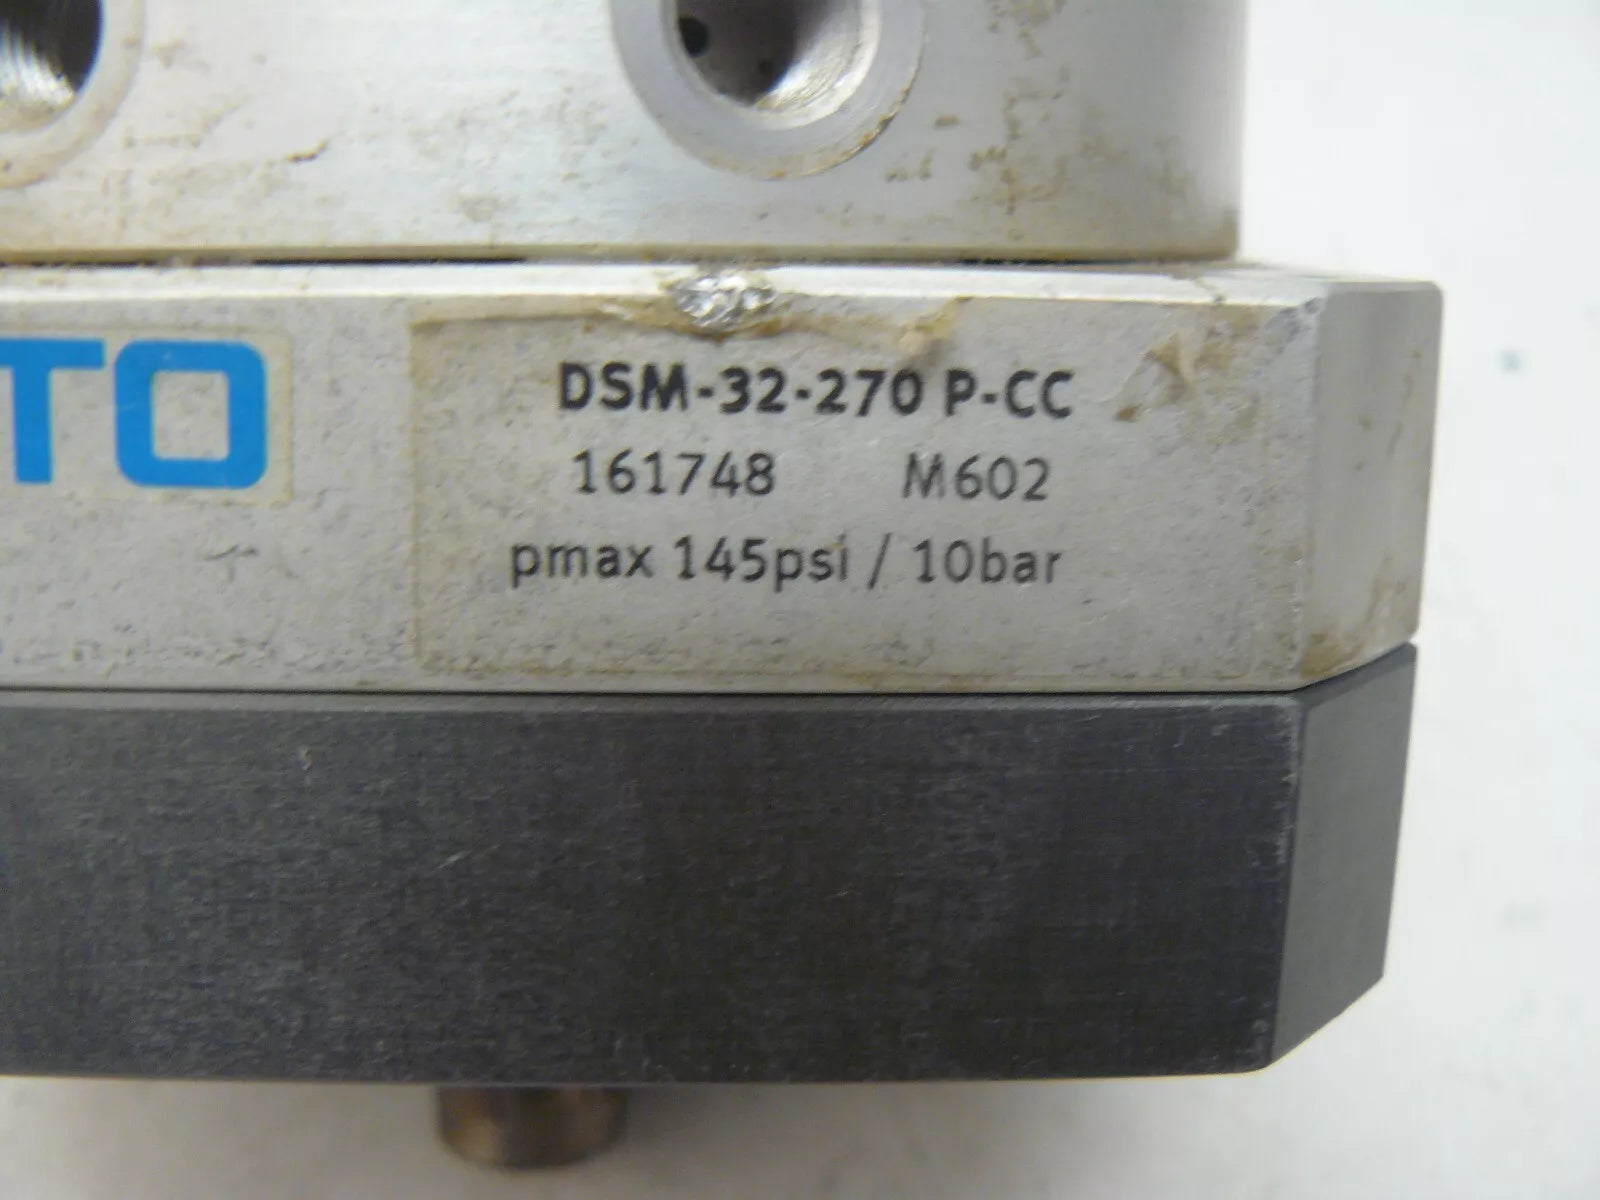 TO
DSM-32-270 P-CC
161748 M602
pmax 145psi / 10bar